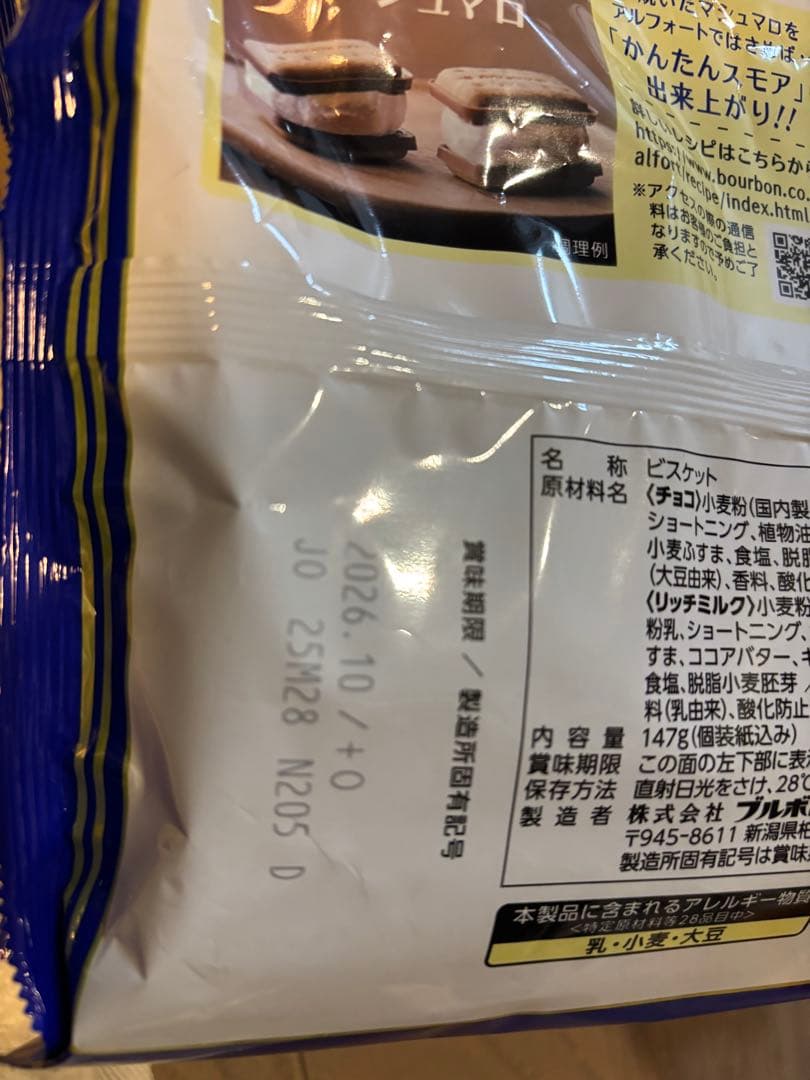 シュマロ
焼いたマシュマロを
アルフォートではさめば、
「かんたんスモア」
出来上がり!!
詳しいレシピはこちらから
https://www.bourbon.co.
alfort/recipe/index.html
※アクセスの際の通信
料はお客様のご負担と
なりますので予めご了
承ください。
調理例
賞味期限 / 製造所固有記号
2026.10/+O
JO 25M28 N205 D
名称 ビスケット
原材料名 〈チョコ〉小麦粉(国内製
ショートニング、植物油
小麦ふすま、食塩、脱脂
(大豆由来)、香料、酸化
〈リッチミルク〉小麦粉
粉乳、ショートニング、
すま、ココアバター、キ
食塩、脱脂小麦胚芽/
料(乳由来)、酸化防止
内容量 147g(個装紙込み)
賞味期限 この面の左下部に表
保存方法 直射日光をさけ、28℃
製造者 株式会社ブルボ
〒945-8611 新潟県柏
製造所固有記号は賞味
本製品に含まれるアレルギー物質
<特定原材料等28品目中>
乳・小麦・大豆